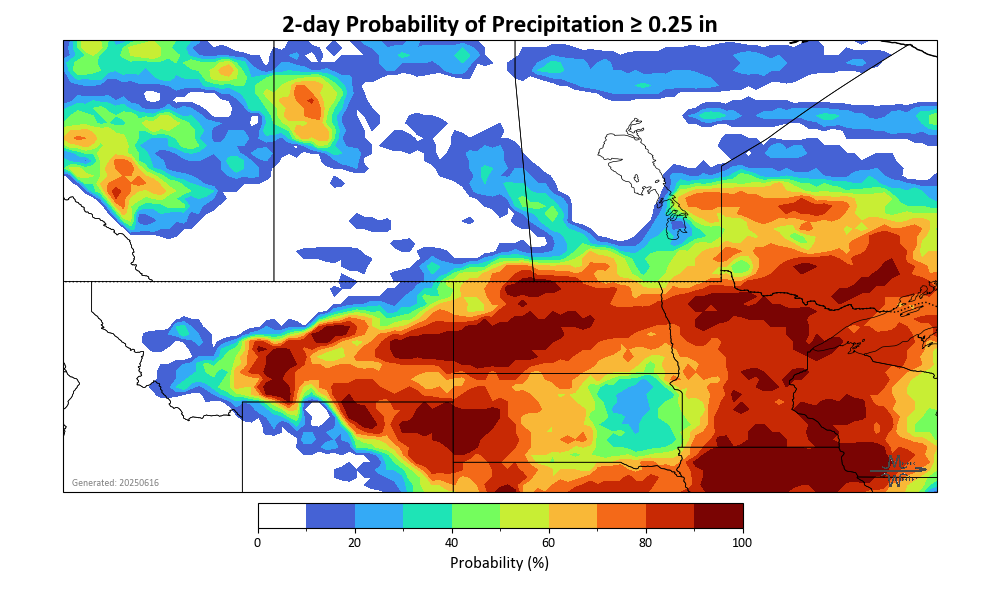 2-day Probability of Precipitation ≥ 0.25 in
Generated: 20250616
0 20 40 60 80 100
Probability (%)